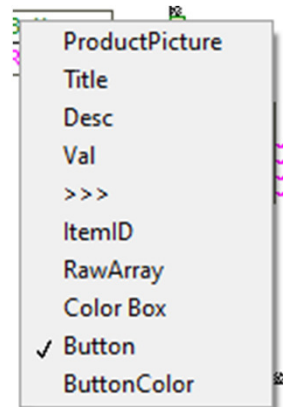 ProductPicture
Title
Desc
Val
>>>
ItemID
RawArray
Color Box
Button
ButtonColor